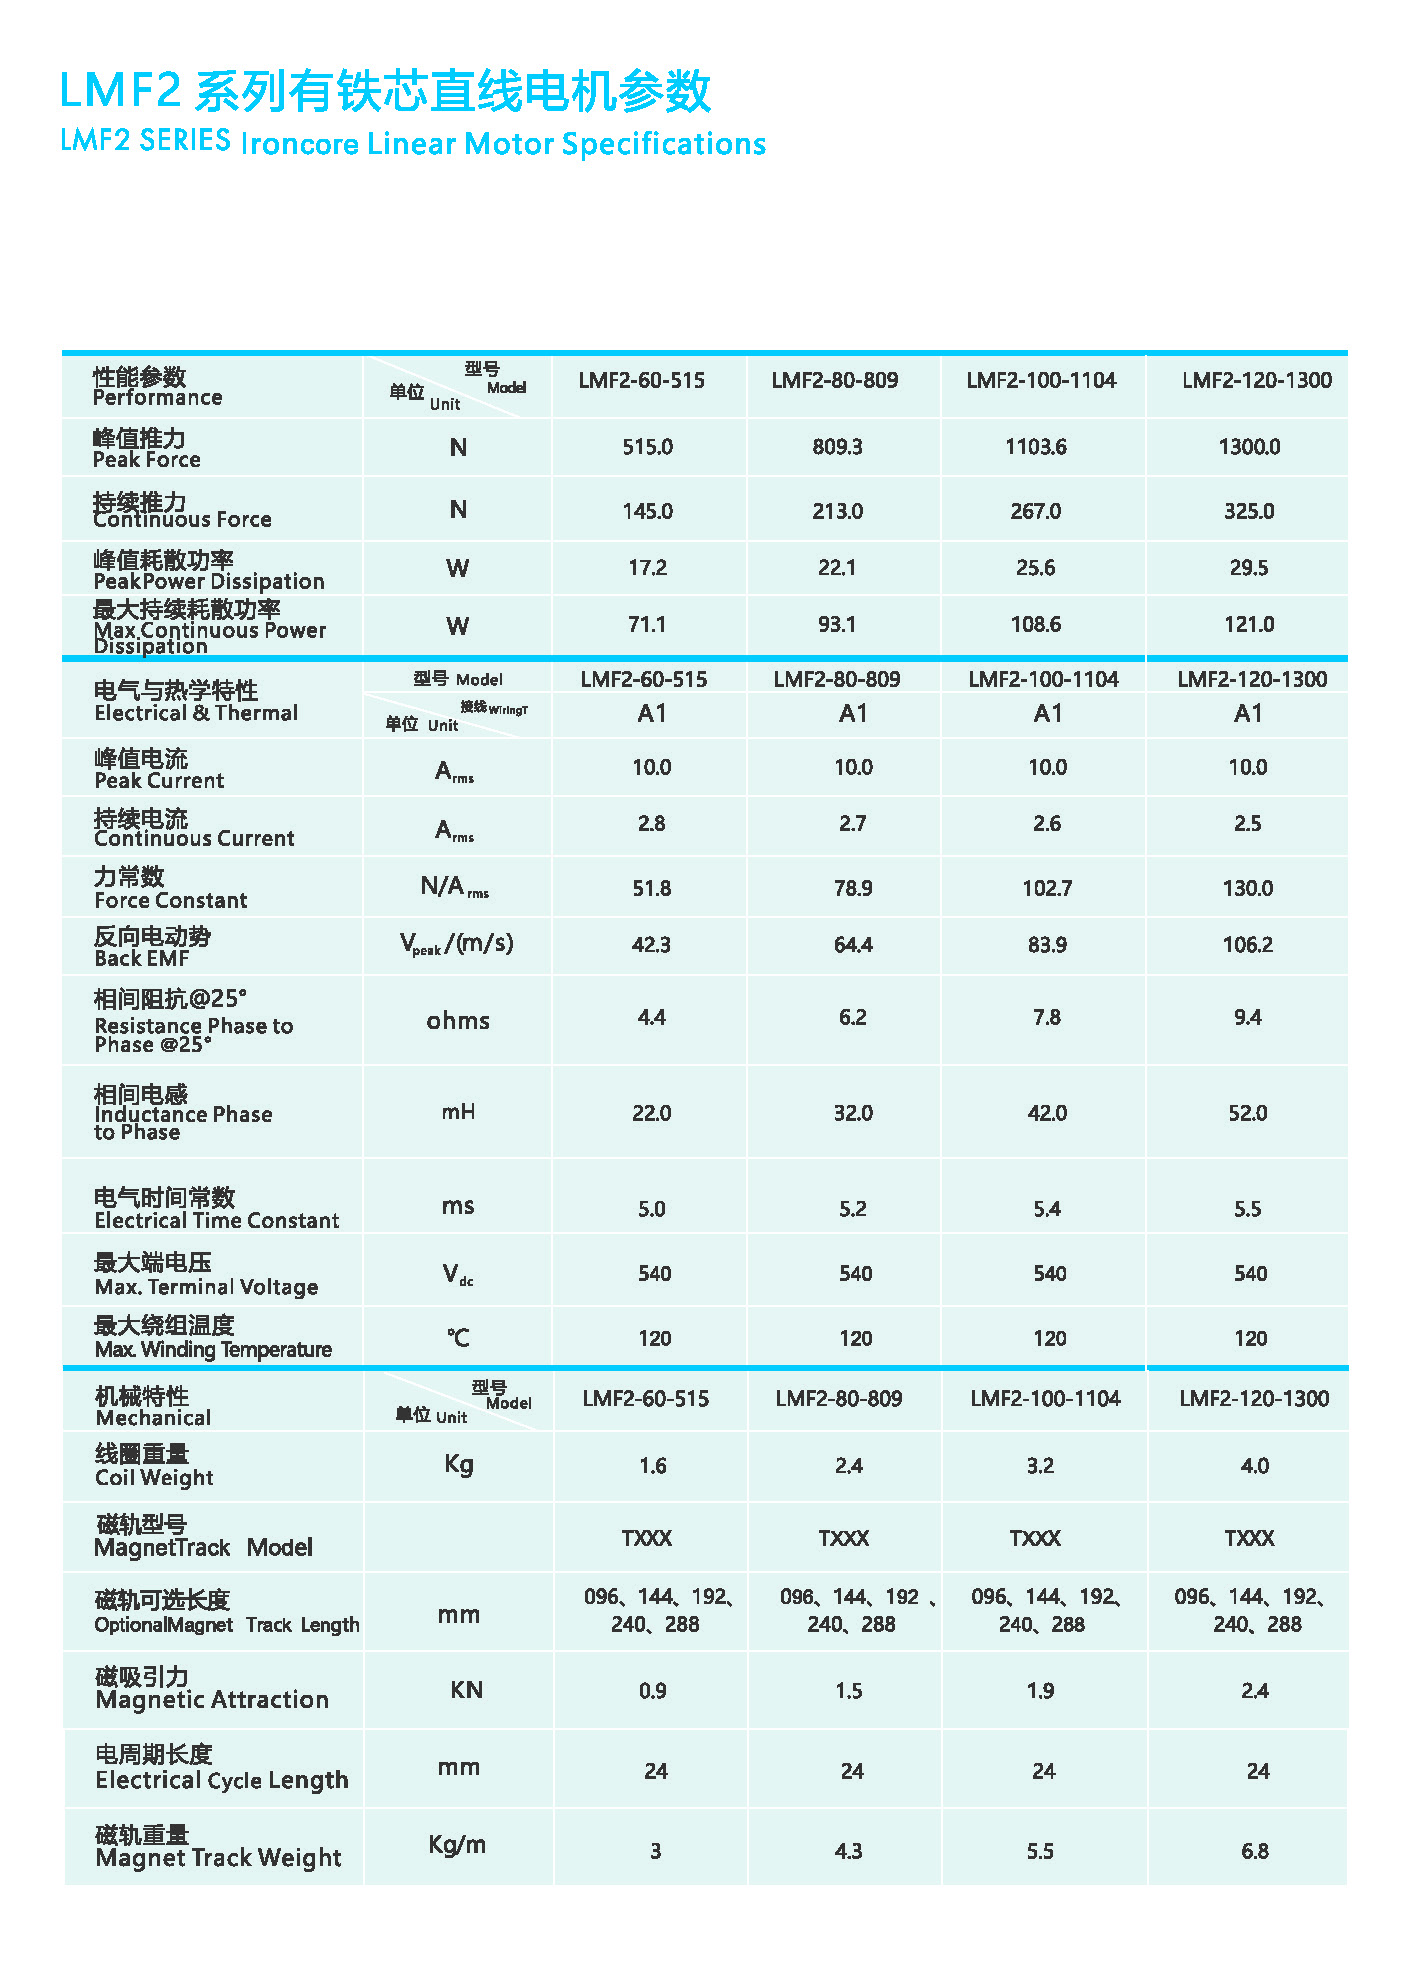 LMF2 系列有铁芯直线电机参数
LMF2 SERIES Ironcore Linear Motor Specifications
性能参数 Performance 单位 Unit 型号 Model LMF2-60-515 LMF2-80-809 LMF2-100-1104 LMF2-120-1300
峰值推力
Peak Force N 515.0 809.3 1103.6 1300.0
持续推力
Continuous Force N 145.0 213.0 267.0 325.0
峰值耗散功率
PeakPower Dissipation W 17.2 22.1 25.6 29.5
最大持续耗散功率
Max.Continuous Power
Dissipation W 71.1 93.1 108.6 121.0
电气与热学特性
Electrical & Thermal 型号 Model LMF2-60-515 LMF2-80-809 LMF2-100-1104 LMF2-120-1300
单位 Unit 接线 WiringT A1 A1 A1 A1
峰值电流
Peak Current Arms 10.0 10.0 10.0 10.0
持续电流
Continuous Current Arms 2.8 2.7 2.6 2.5
力常数
Force Constant N/Arms 51.8 78.9 102.7 130.0
反向电动势
Back EMF Vpeak/(m/s) 42.3 64.4 83.9 106.2
相间阻抗@25°
Resistance Phase to
Phase @25° ohms 4.4 6.2 7.8 9.4
相间电感
Inductance Phase
to Phase mH 22.0 32.0 42.0 52.0
电气时间常数
Electrical Time Constant ms 5.0 5.2 5.4 5.5
最大端电压
Max. Terminal Voltage Vdc 540 540 540 540
最大绕组温度
Max. Winding Temperature ℃ 120 120 120 120
机械特性
Mechanical 单位 Unit 型号 Model LMF2-60-515 LMF2-80-809 LMF2-100-1104 LMF2-120-1300
线圈重量
Coil Weight Kg 1.6 2.4 3.2 4.0
磁轨型号
MagnetTrack Model TXXX TXXX TXXX TXXX
磁轨可选长度 096、144、192、 096、144、192 、 096、144、192、 096、144、192、
OptionalMagnet Track Length mm 240、288 240、288 240、288 240、288
磁吸引力
Magnetic Attraction KN 0.9 1.5 1.9 2.4
电周期长度
Electrical Cycle Length mm 24 24 24 24
磁轨重量
Magnet Track Weight Kg/m 3 4.3 5.5 6.8